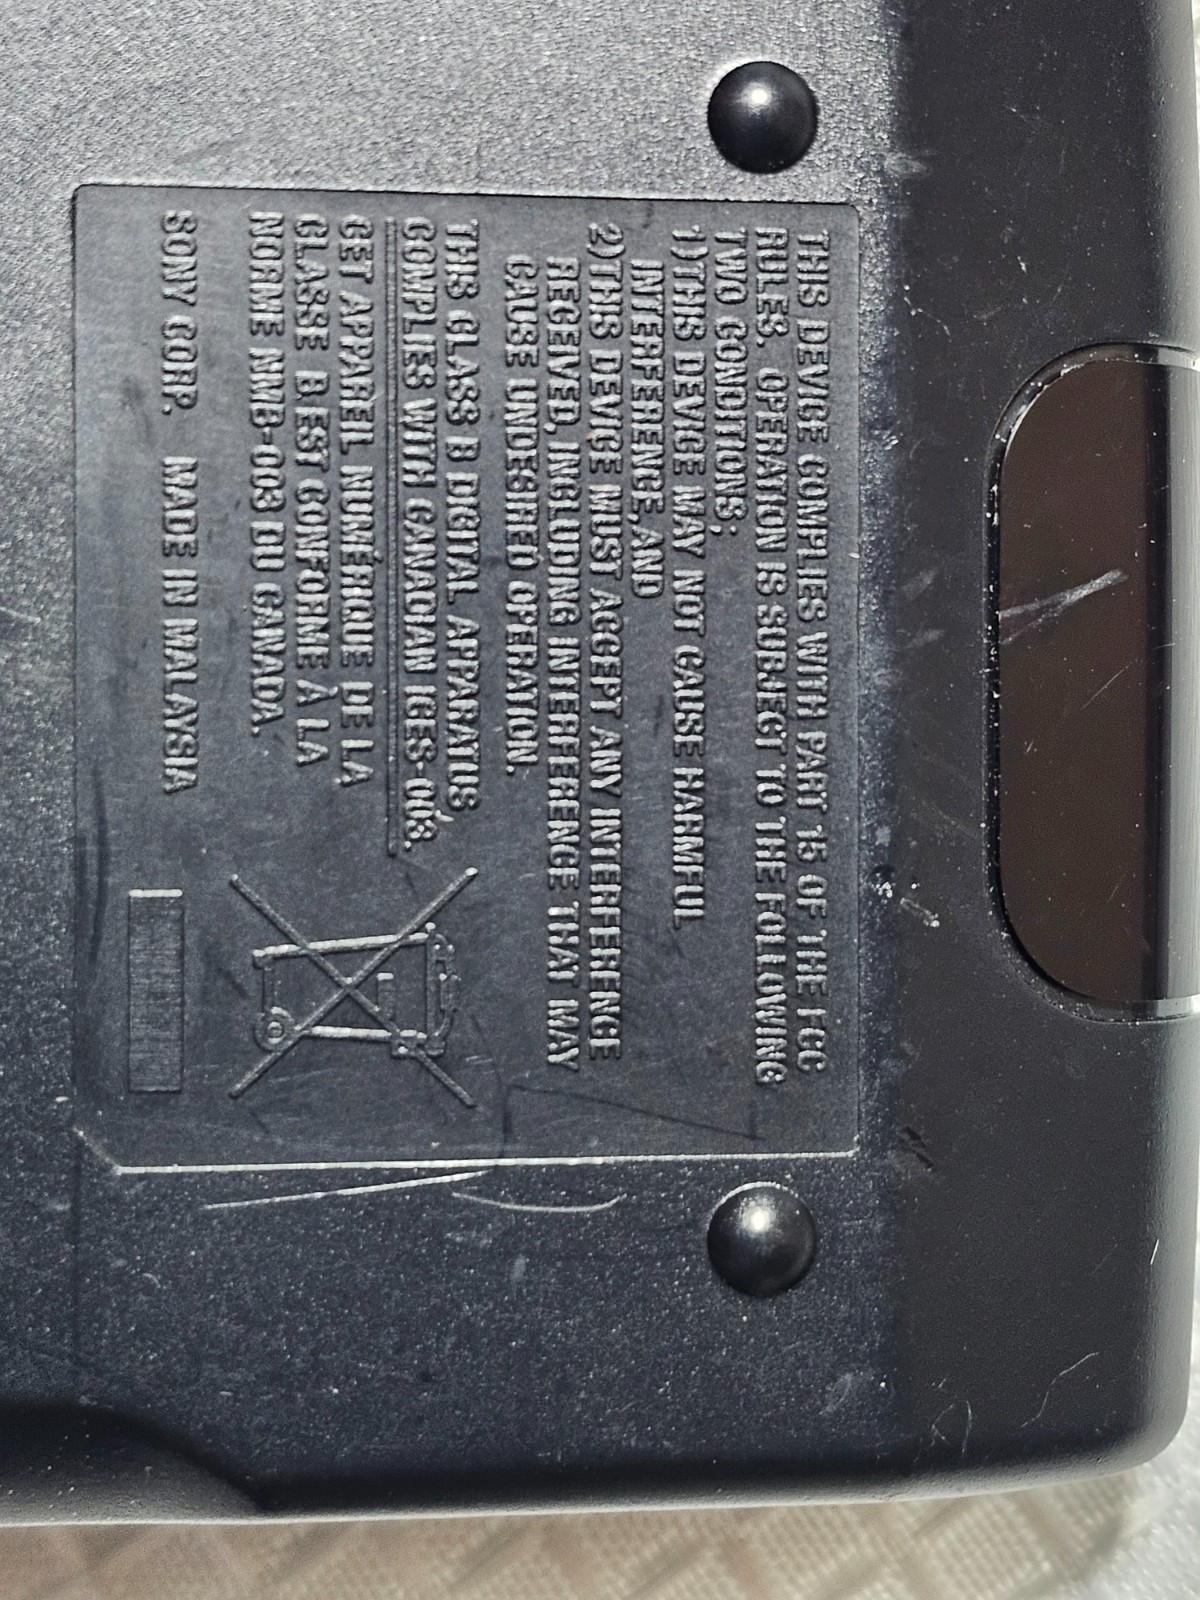 THIS DEVICE COMPLIES WITH PART 15 OF THE FCC
RULES. OPERATION IS SUBJECT TO THE FOLLOWING
TWO CONDITIONS;
1)THIS DEVICE MAY NOT CAUSE HARMFUL
INTERFERENCE,AND
2)THIS DEVICE MUST ACCEPT ANY INTERFERENCE
RECEIVED, INCLUDING INTERFERENCE THAT MAY
CAUSE UNDESIRED OPERATION.
THIS CLASS B DIGITAL APPARATUS
COMPLIES WITH CANADIAN ICES-003.
CET APPAREIL NUMÉRIQUE DE LA
CLASSE B EST CONFORME À LA
NORME NMB-003 DU CANADA.
SONY CORP. MADE IN MALAYSIA